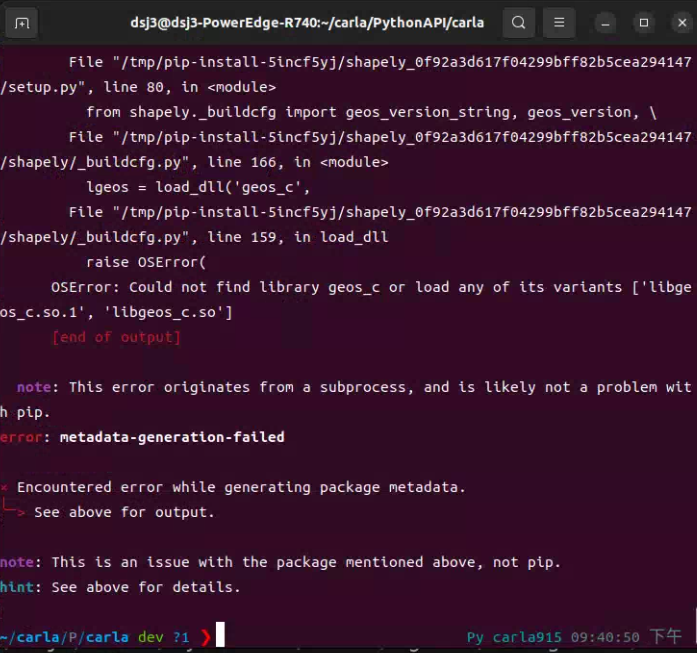 dsj3@dsj3-PowerEdge-R740:~/carla/PythonAPI/carla
File "/tmp/pip-install-5incf5yj/shapely_0f92a3d617f04299bff82b5cea294147
/setup.py", line 80, in <module>
from shapely._buildcfg import geos_version_string, geos_version, \
File "/tmp/pip-install-5incf5yj/shapely_0f92a3d617f04299bff82b5cea294147
/shapely/_buildcfg.py", line 166, in <module>
lgeos = load_dll('geos_c',
File "/tmp/pip-install-5incf5yj/shapely_0f92a3d617f04299bff82b5cea294147
/shapely/_buildcfg.py", line 159, in load_dll
raise OSError(
OSError: Could not find library geos_c or load any of its variants ['libge
os_c.so.1', 'libgeos_c.so']
[end of output]
note: This error originates from a subprocess, and is likely not a problem wit
h pip.
error: metadata-generation-failed
× Encountered error while generating package metadata.
╰─> See above for output.
note: This is an issue with the package mentioned above, not pip.
hint: See above for details.
~/carla/P/carla dev ?1 ❯ Py carla915 09:40:50 下午